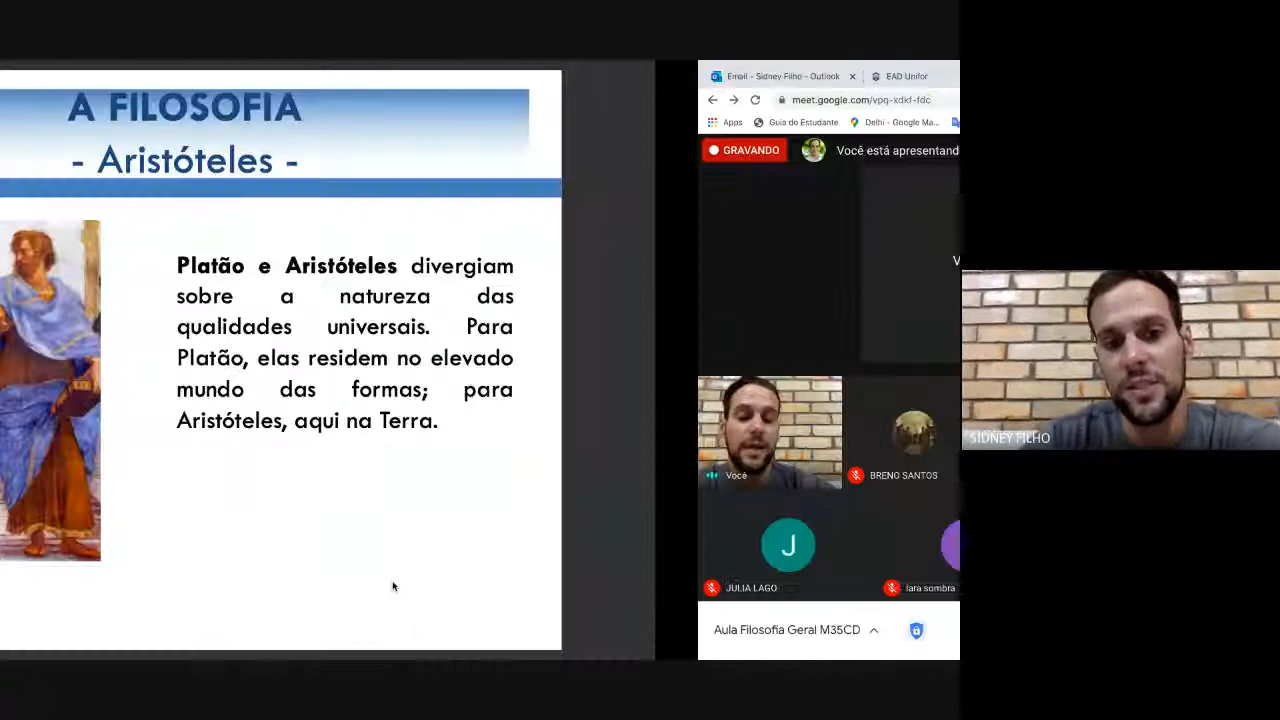 A FILOSOFIA
- Aristóteles -
Platão e Aristóteles divergiam
sobre a natureza das
qualidades universais. Para
Platão, elas residem no elevado
mundo das formas; para
Aristóteles, aqui na Terra.
Email - Sidney Filho - Outlook
EAD Unifor
meet.google.com/vpq-xdkf-fdc
Apps
Guia do Estudante
Delhi - Google Ma...
GRAVANDO
Você está apresentand
V
Você
BRENO SANTOS
J
JULIA LAGO
Iara sombra
Aula Filosofia Geral M35CD
SIDNEY FILHO